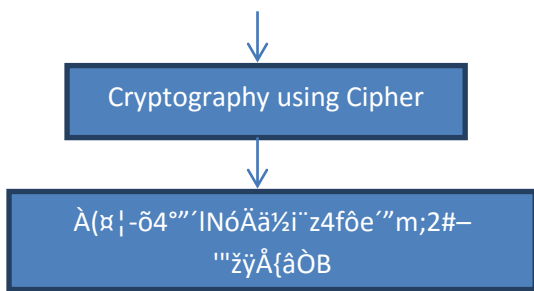 Cryptography using Cipher
À(¤¦-õ4°”´lNóÄä½i¨z4fôe´”m;2#–
'"žÿÅ{âÒB